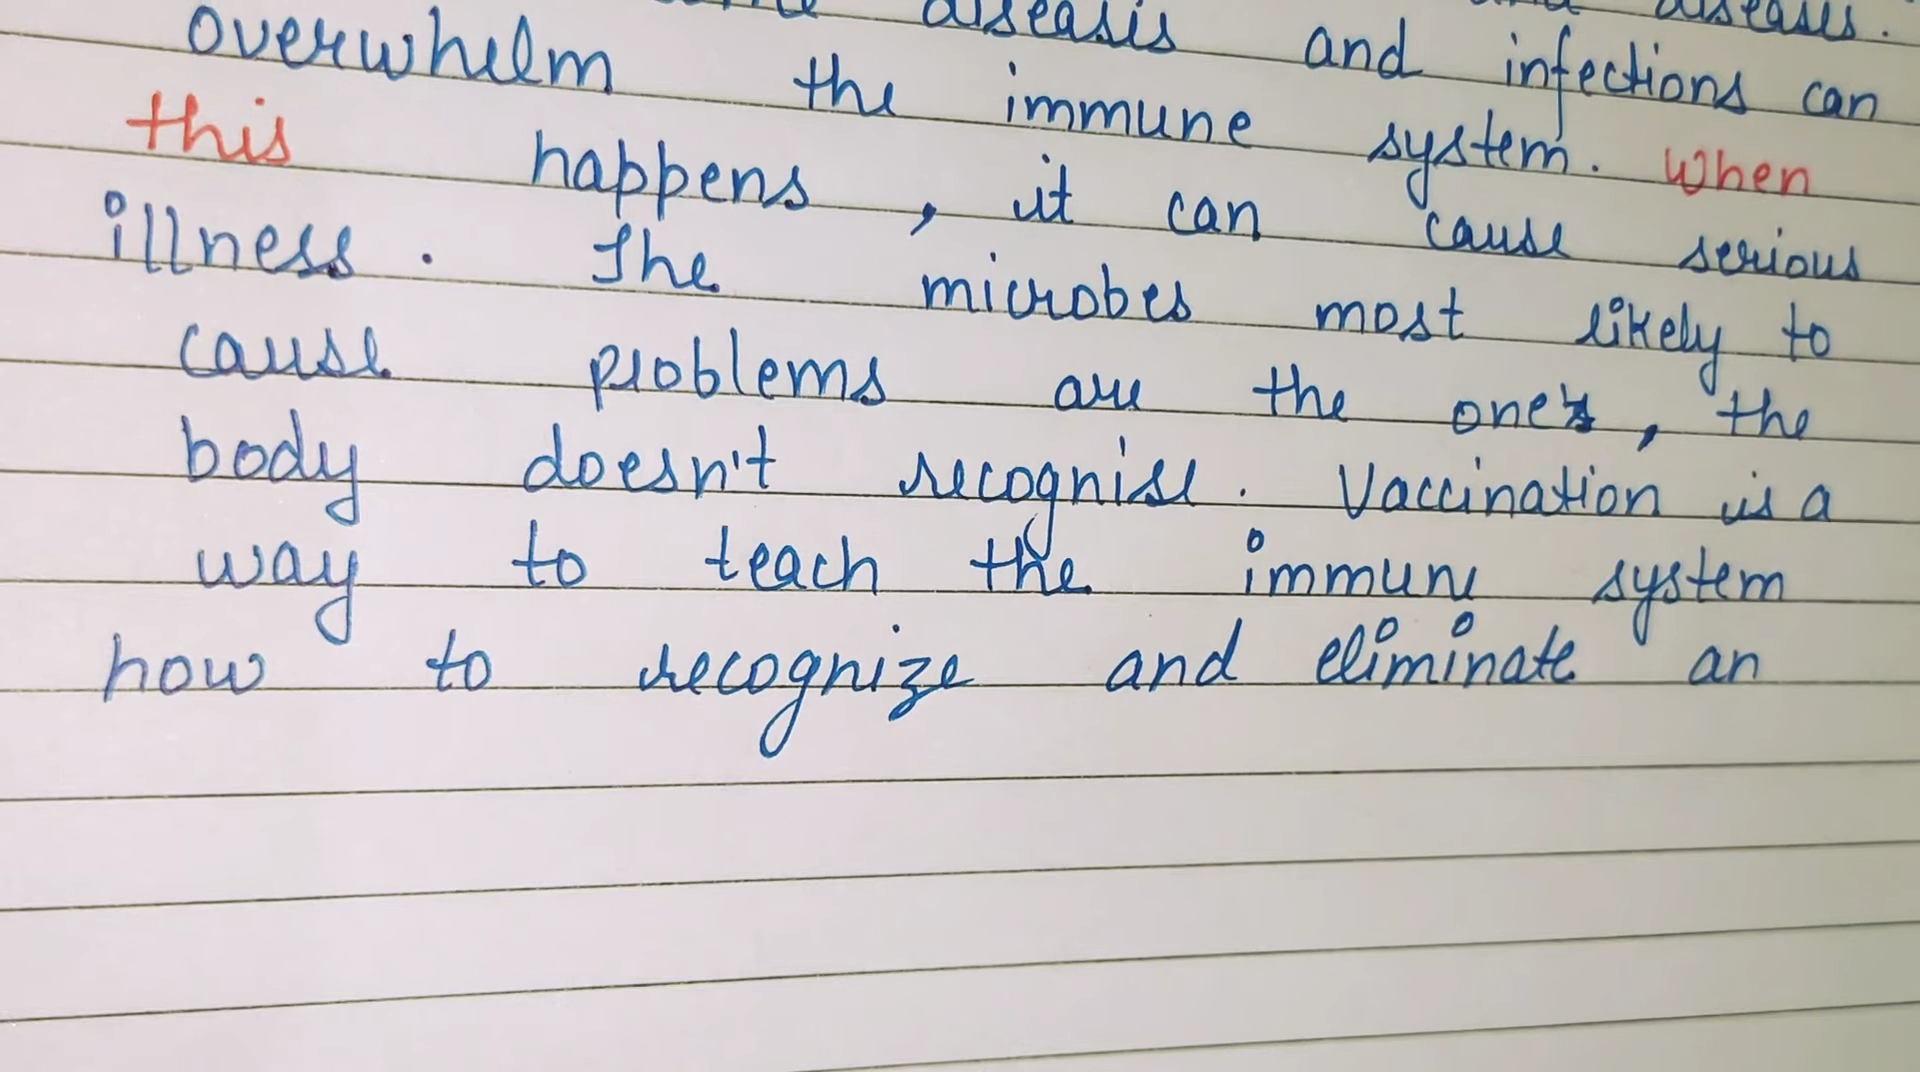 diseases.
diseasis and infections can
overwhelm the immune system. When
this happens, it can cause serious
illness. The microbes most likely to
cause problems are the one's, the
body doesn't recognise. Vaccination is a
way to teach the immune system
how to recognize and eliminate an